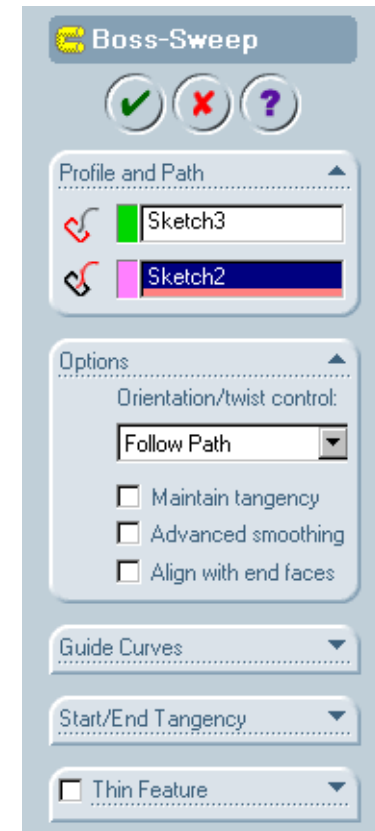 Boss-Sweep
?
Profile and Path
Sketch3
Sketch2
Options
Orientation/twist control:
Follow Path
Maintain tangency
Advanced smoothing
Align with end faces
Guide Curves
Start/End Tangency
Thin Feature